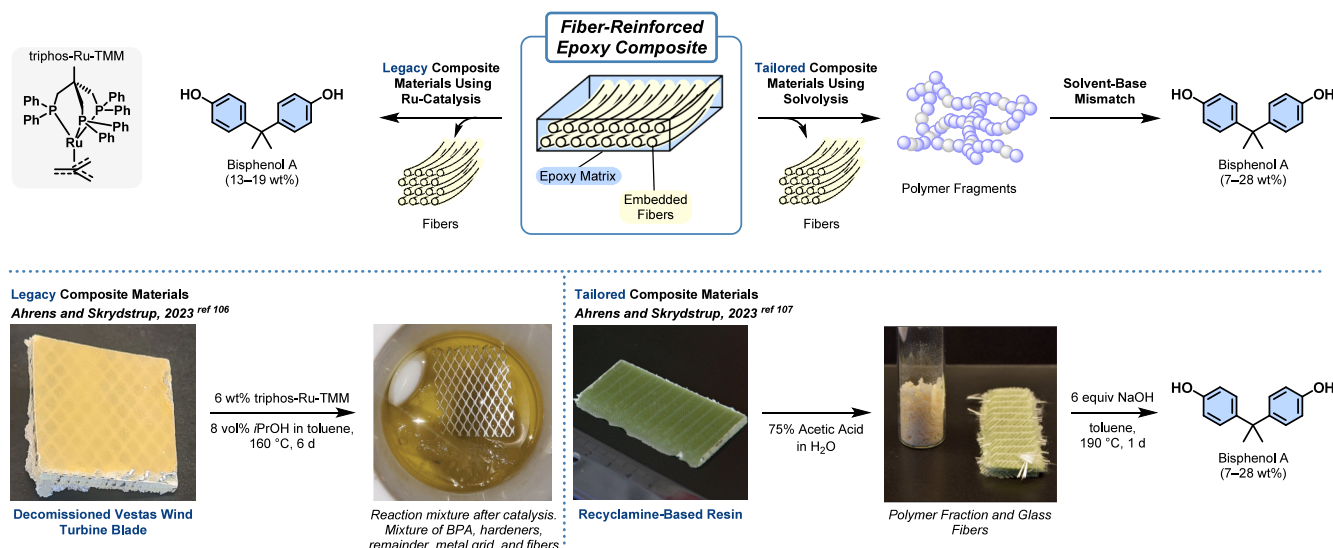 Fiber-Reinforced
Epoxy Composite
triphos-Ru-TMM
Ph
Ph
P
P
P
Ph
Ph
Ph
Ph
Ru
HO
OH
Bisphenol A
(13–19 wt%)
Legacy Composite
Materials Using
Ru-Catalysis
Fibers
Epoxy Matrix
Embedded
Fibers
Tailored Composite
Materials Using
Solvolysis
Fibers
Polymer Fragments
Solvent-Base
Mismatch
HO
OH
Bisphenol A
(7–28 wt%)
Legacy Composite Materials
Ahrens and Skrydstrup, 2023 ref 106
Decomissioned Vestas Wind
Turbine Blade
6 wt% triphos-Ru-TMM
8 vol% iPrOH in toluene,
160 °C, 6 d
Reaction mixture after catalysis.
Mixture of BPA, hardeners,
remainder, metal grid, and fibers
Tailored Composite Materials
Ahrens and Skrydstrup, 2023 ref 107
Recyclamine-Based Resin
75% Acetic Acid
in H2O
Polymer Fraction and Glass
Fibers
6 equiv NaOH
toluene,
190 °C, 1 d
HO
OH
Bisphenol A
(7–28 wt%)